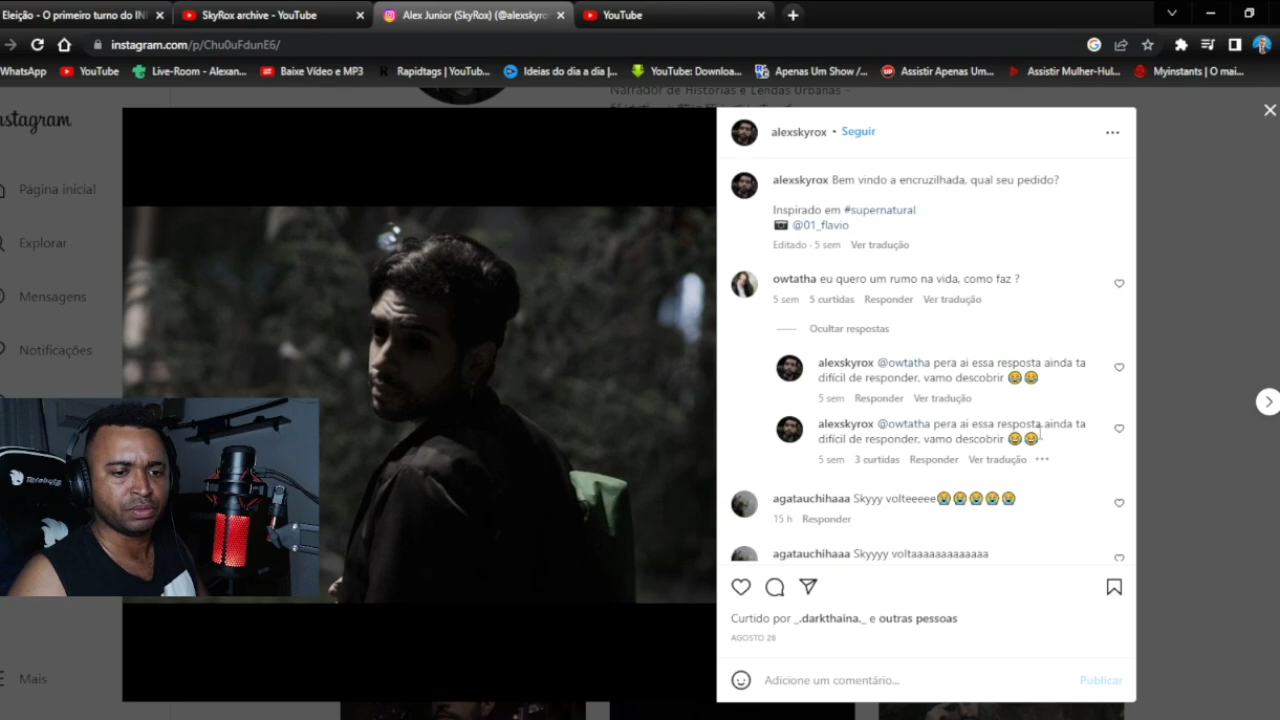 Eleição - O primeiro turno do IN
SkyRox archive - YouTube
Alex Junior (SkyRox) (@alexskyro
YouTube
instagram.com/p/Chu0uFdunE6/
WhatsApp
YouTube
Live-Room - Alexan...
Baixe Vídeo e MP3
Rapidtags | YouTub...
Ideias do dia a dia |...
YouTube: Downloa...
Apenas Um Show /...
Assistir Apenas Um...
Assistir Mulher-Hul...
Myinstants | O mai...
Narrador de Histórias e Lendas Urbanas -
nstagram
Página inicial
Explorar
Mensagens
Notificações
Mais
alexskyrox • Seguir
alexskyrox Bem vindo a encruzilhada, qual seu pedido?
Inspirado em #supernatural
📷 @01_flavio
Editado · 5 sem Ver tradução
owtatha eu quero um rumo na vida, como faz ?
5 sem 5 curtidas Responder Ver tradução
Ocultar respostas
alexskyrox @owtatha pera ai essa resposta ainda ta
difícil de responder, vamo descobrir 😂😂
5 sem Responder Ver tradução
alexskyrox @owtatha pera ai essa resposta ainda ta
difícil de responder, vamo descobrir 😂😂
5 sem 3 curtidas Responder Ver tradução
agatauchihaaa Skyyy volteeeee😭😭😭😭😭
15 h Responder
agatauchihaaa Skyyyy voltaaaaaaaaaaaaa
Curtido por _.darkthaina._ e outras pessoas
AGOSTO 26
Adicione um comentário...
Publicar